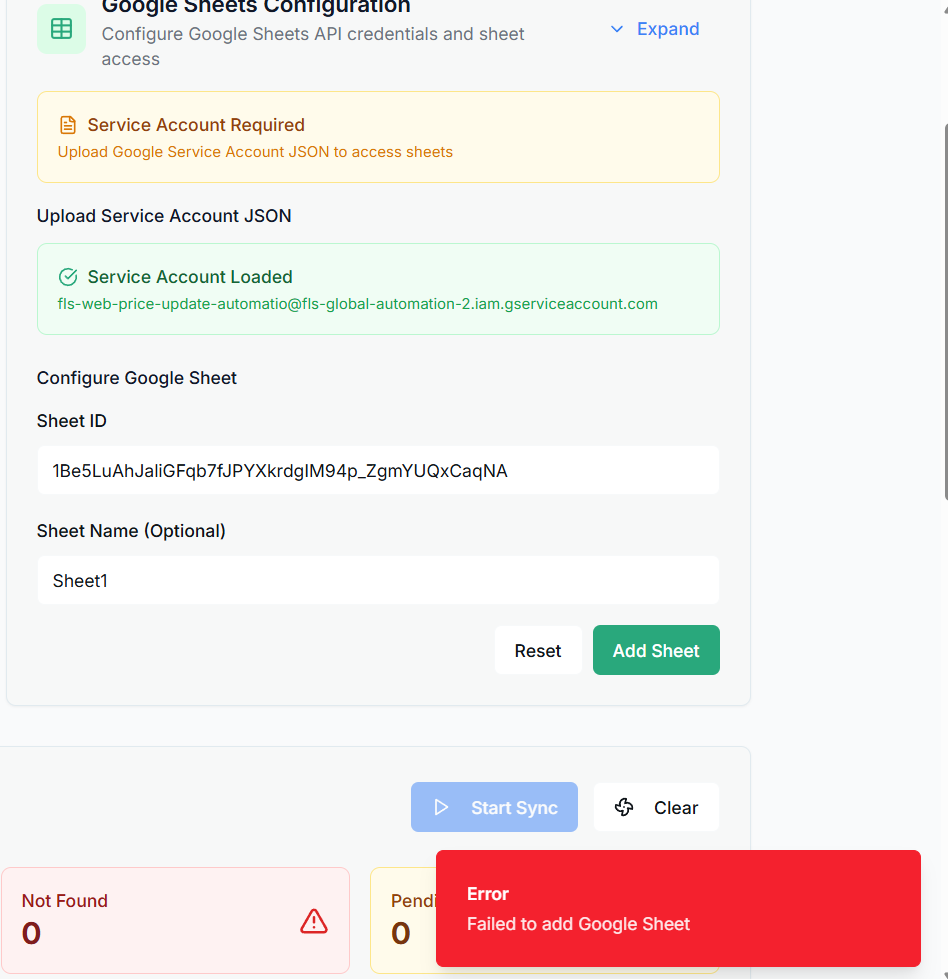 Google Sheets Configuration
Configure Google Sheets API credentials and sheet
access
Expand
Service Account Required
Upload Google Service Account JSON to access sheets
Upload Service Account JSON
Service Account Loaded
fls-web-price-update-automatio@fls-global-automation-2.iam.gserviceaccount.com
Configure Google Sheet
Sheet ID
1Be5LuAhJaliGFqb7fJPYXkrdgIM94p_ZgmYUQxCaqNA
Sheet Name (Optional)
Sheet1
Reset
Add Sheet
Start Sync
Clear
Not Found
0
Pendi
0
Error
Failed to add Google Sheet